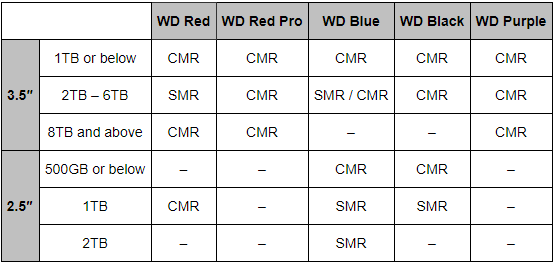 WD Red WD Red Pro WD Blue WD Black WD Purple
3.5″ 1TB or below CMR CMR CMR CMR CMR
2TB – 6TB SMR CMR SMR / CMR CMR CMR
8TB and above CMR CMR – – CMR
2.5″ 500GB or below – – CMR CMR –
1TB CMR – SMR SMR –
2TB – – SMR – –